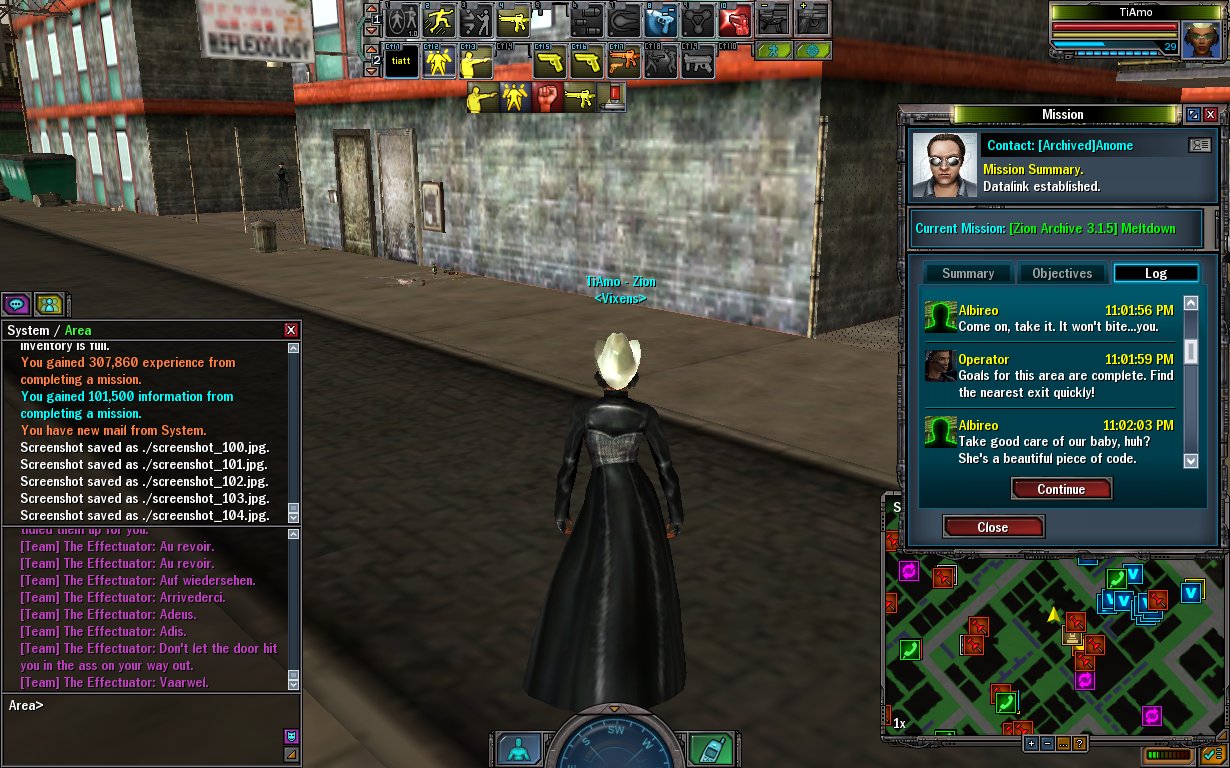 REFLEXOLOGY
1
2
Ctrl1
tiatt
TiAmo
29
Mission
Contact: [Archived]Anome
Mission Summary.
Datalink established.
Current Mission: [Zion Archive 3.1.5] Meltdown
Summary
Objectives
Log
Albireo 11:01:56 PM
Come on, take it. It won't bite...you.
Operator 11:01:59 PM
Goals for this area are complete. Find
the nearest exit quickly!
Albireo 11:02:03 PM
Take good care of our baby, huh?
She's a beautiful piece of code.
Continue
Close
TiAmo - Zion
<Vixens>
System / Area
inventory is full.
You gained 307,860 experience from
completing a mission.
You gained 101,500 information from
completing a mission.
You have new mail from System.
Screenshot saved as ./screenshot_100.jpg.
Screenshot saved as ./screenshot_101.jpg.
Screenshot saved as ./screenshot_102.jpg.
Screenshot saved as ./screenshot_103.jpg.
Screenshot saved as ./screenshot_104.jpg.
up for you.
[Team] The Effectuator: Au revoir.
[Team] The Effectuator: Au revoir.
[Team] The Effectuator: Auf wiedersehen.
[Team] The Effectuator: Arrivederci.
[Team] The Effectuator: Adeus.
[Team] The Effectuator: Adis.
[Team] The Effectuator: Don't let the door hit
you in the ass on your way out.
[Team] The Effectuator: Vaarwel.
Area>
S
SW
W
S
V
V
V
1x